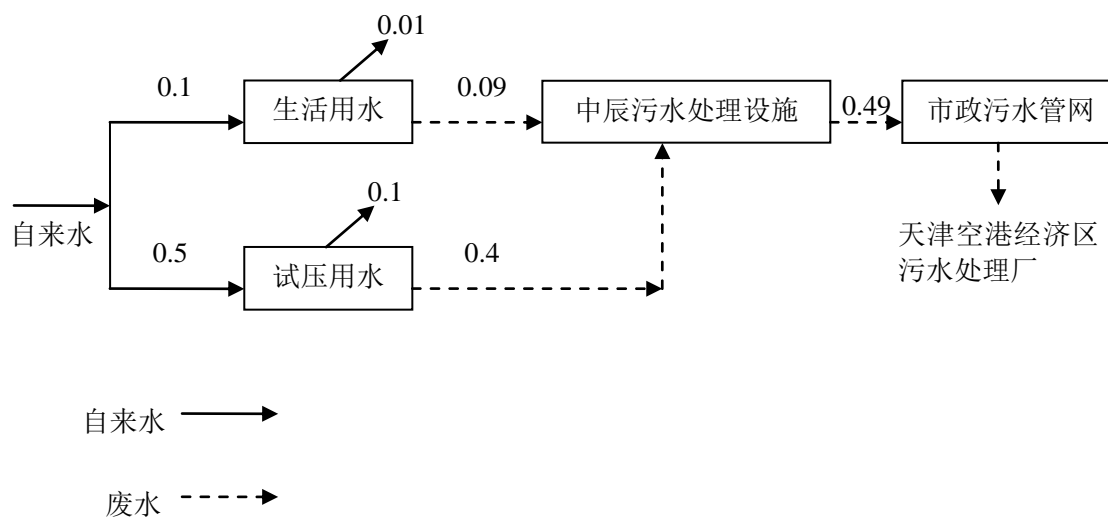 0.01
0.1
生活用水
0.09
中辰污水处理设施
0.49
市政污水管网
自来水
0.1
0.5
试压用水
0.4
天津空港经济区
污水处理厂
自来水
废水